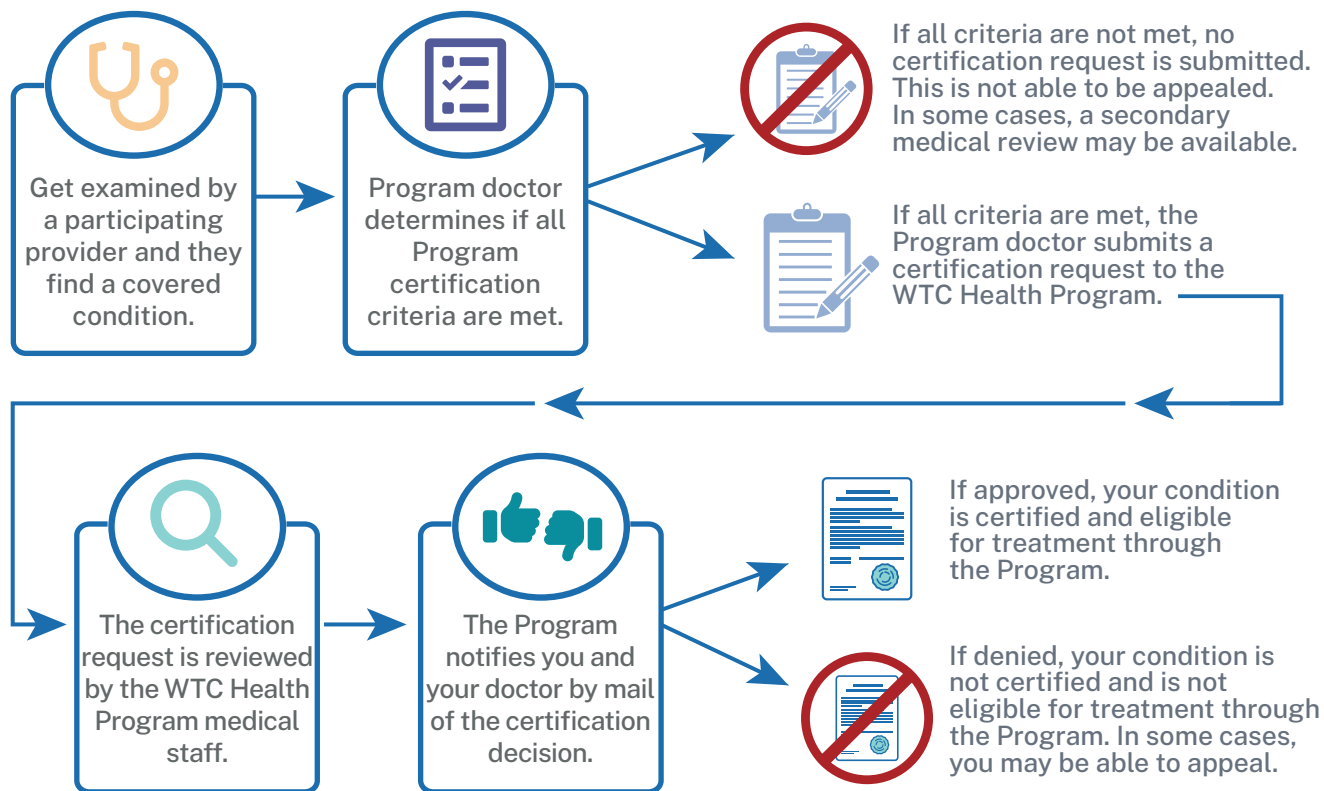 Get examined by
a participating
provider and they
find a covered
condition.
Program doctor
determines if all
Program
certification
criteria are met.
If all criteria are not met, no
certification request is submitted.
This is not able to be appealed.
In some cases, a secondary
medical review may be available.
If all criteria are met, the
Program doctor submits a
certification request to the
WTC Health Program.
The certification
request is reviewed
by the WTC Health
Program medical
staff.
The Program
notifies you and
your doctor by mail
of the certification
decision.
If approved, your condition
is certified and eligible
for treatment through
the Program.
If denied, your condition is
not certified and is not
eligible for treatment through
the Program. In some cases,
you may be able to appeal.